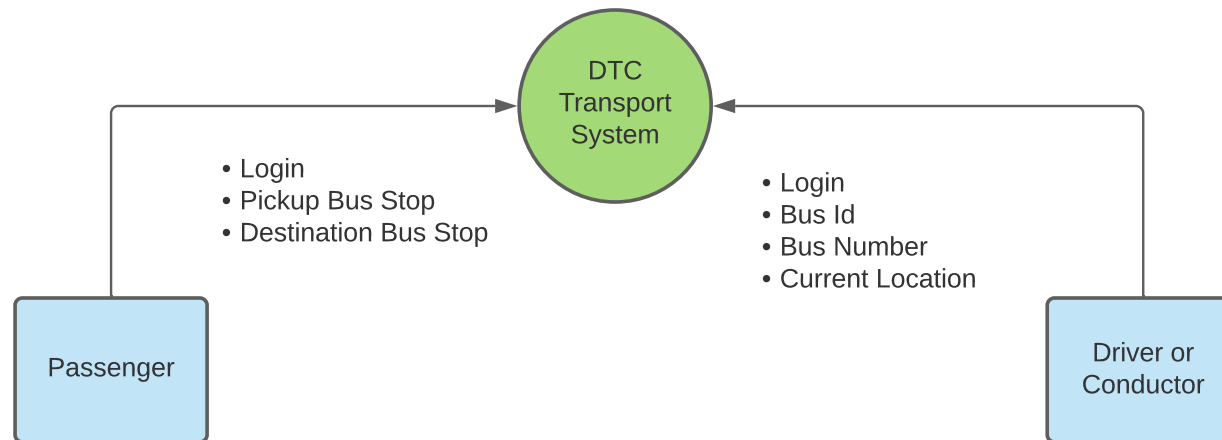 DTC
Transport
System
• Login
• Pickup Bus Stop
• Destination Bus Stop
• Login
• Bus Id
• Bus Number
• Current Location
Passenger
Driver or
Conductor